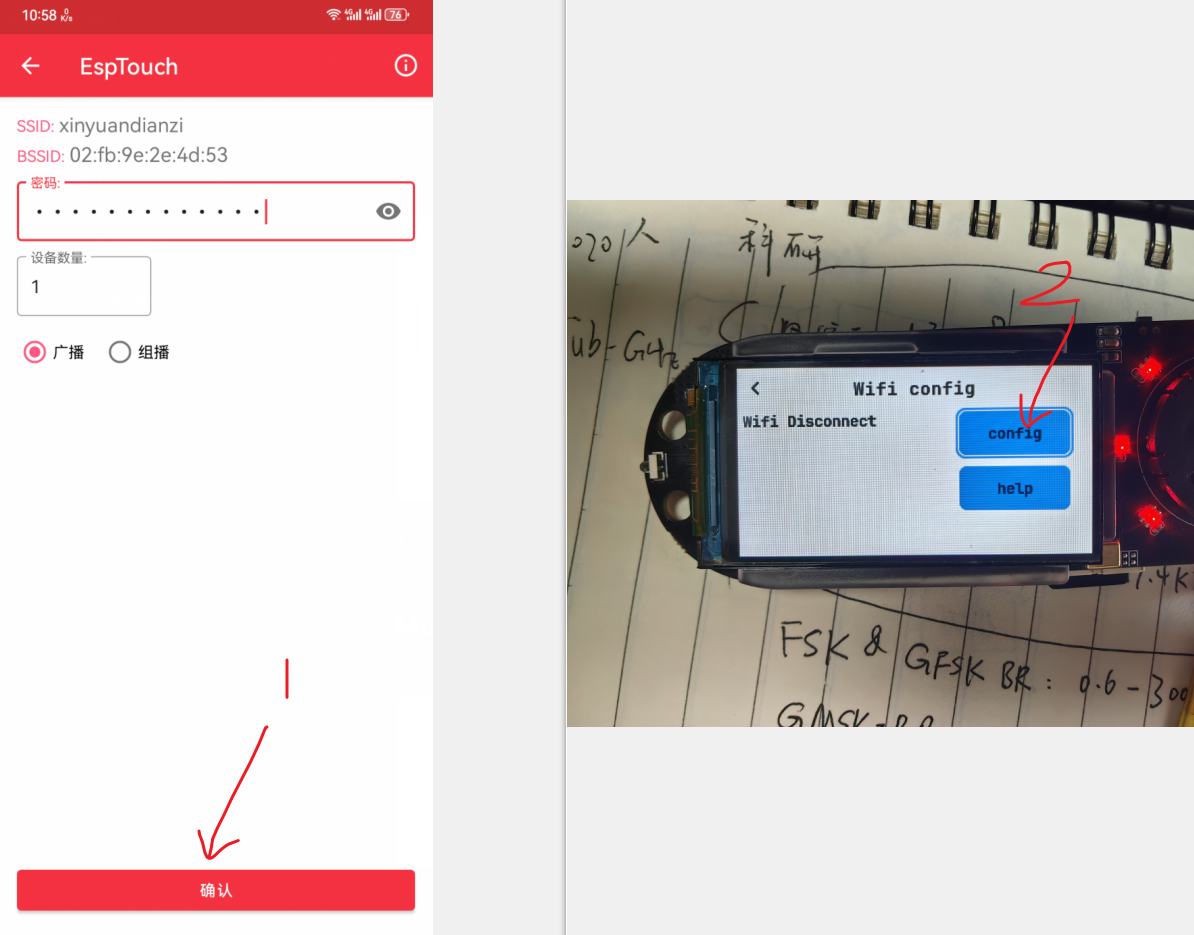 10:58 0 K/s 4G 4G 76
EspTouch
SSID: xinyuandianzi
BSSID: 02:fb:9e:2e:4d:53
密码:
设备数量:
1
广播 组播
1
确认
020人 科研
2
Sub-GHz
Wifi config
Wifi Disconnect
config
help
1.4K
FSK & GFSK BR: 0.6-300
GMSK